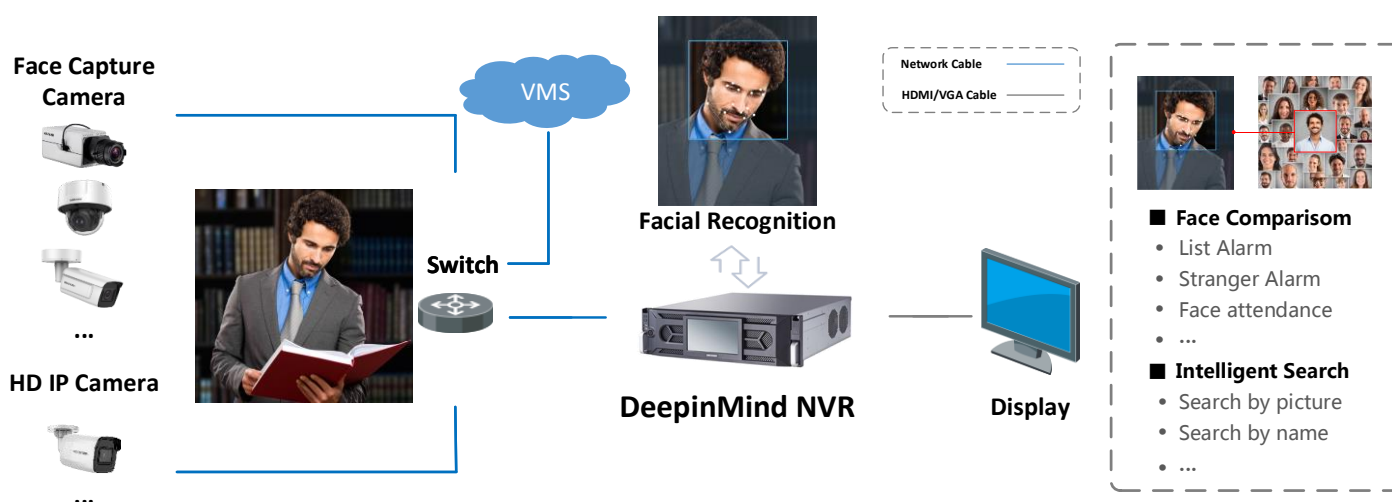 Face Capture
Camera
...
HD IP Camera
...
VMS
Switch
Facial Recognition
DeepinMind NVR
Display
Network Cable
HDMI/VGA Cable
■ Face Comparisom
• List Alarm
• Stranger Alarm
• Face attendance
• ...
■ Intelligent Search
• Search by picture
• Search by name
• ...